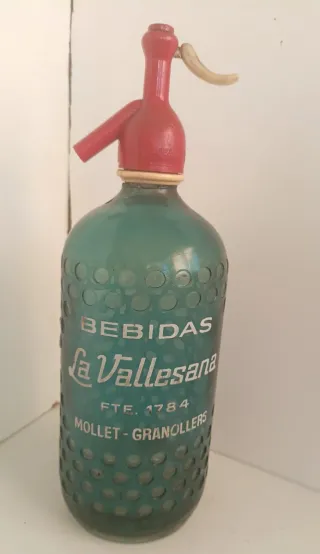 BEBIDAS
La Vallesana
FTE. 1784
MOLLET - GRANOLLERS